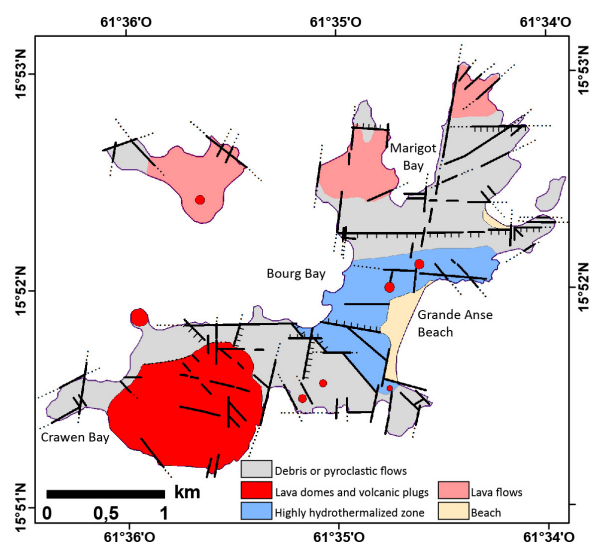 61°36'O 61°35'O 61°34'O
15°53'N 15°53'N
Marigot
Bay
Bourg Bay
15°52'N 15°52'N
Grande Anse
Beach
Crawen Bay
Debris or pyroclastic flows
Lava domes and volcanic plugs Lava flows
Highly hydrothermalized zone Beach
km
0 0,5 1
15°51'N 15°51'N
61°36'O 61°35'O 61°34'O